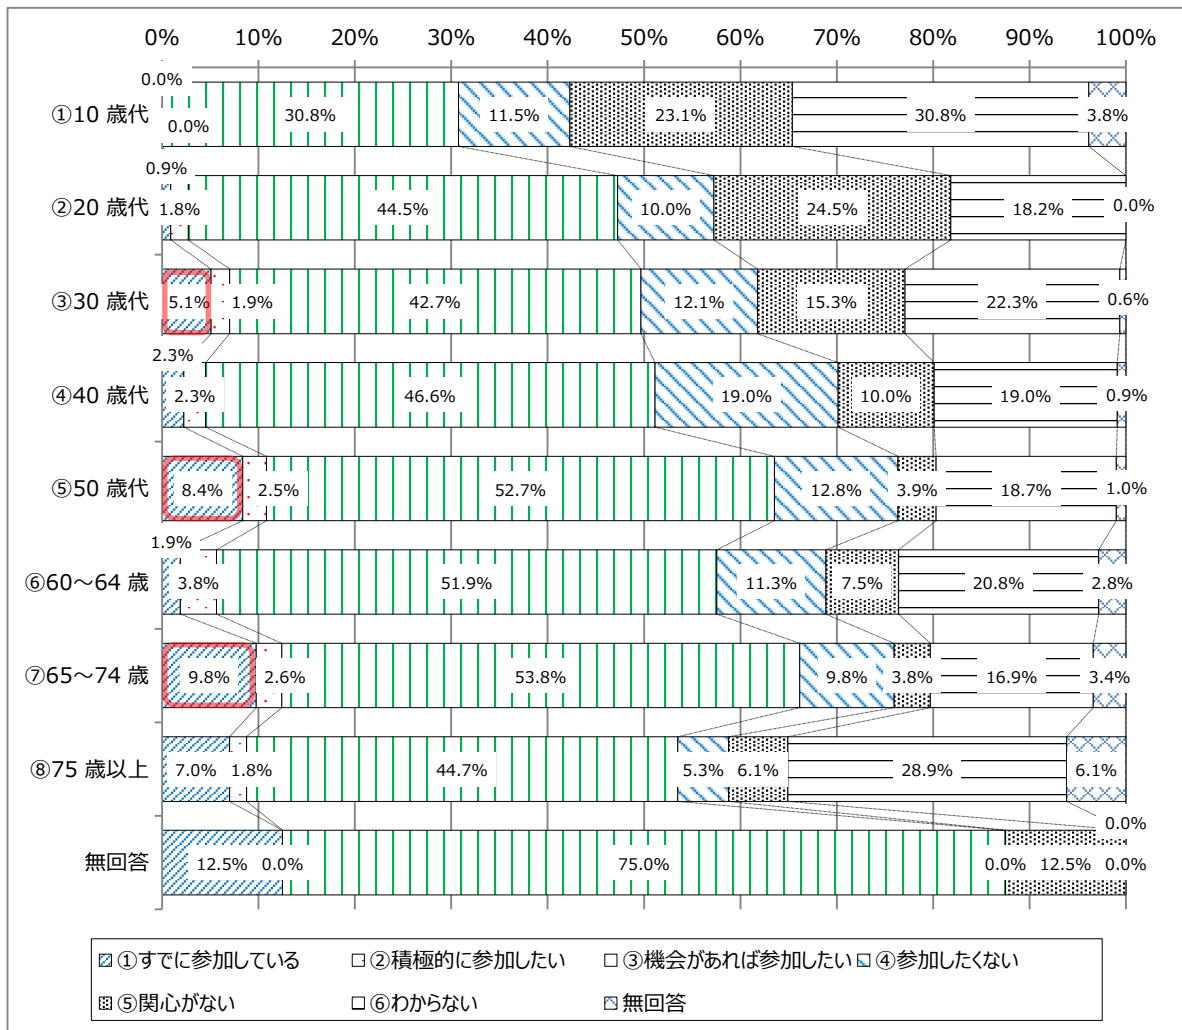 0% 10% 20% 30% 40% 50% 60% 70% 80% 90% 100%
0.0%
①10 歳代 0.0% 30.8% 11.5% 23.1% 30.8% 3.8%
0.9%
②20 歳代 1.8% 44.5% 10.0% 24.5% 18.2% 0.0%
③30 歳代 5.1% 1.9% 42.7% 12.1% 15.3% 22.3% 0.6%
2.3%
④40 歳代 2.3% 46.6% 19.0% 10.0% 19.0% 0.9%
⑤50 歳代 8.4% 2.5% 52.7% 12.8% 3.9% 18.7% 1.0%
1.9%
⑥60～64 歳 3.8% 51.9% 11.3% 7.5% 20.8% 2.8%
⑦65～74 歳 9.8% 2.6% 53.8% 9.8% 3.8% 16.9% 3.4%
⑧75 歳以上 7.0% 1.8% 44.7% 5.3% 6.1% 28.9% 6.1%
0.0%
無回答 12.5% 0.0% 75.0% 0.0% 12.5% 0.0%
①すでに参加している ②積極的に参加したい ③機会があれば参加したい ④参加したくない
⑤関心がない ⑥わからない 無回答